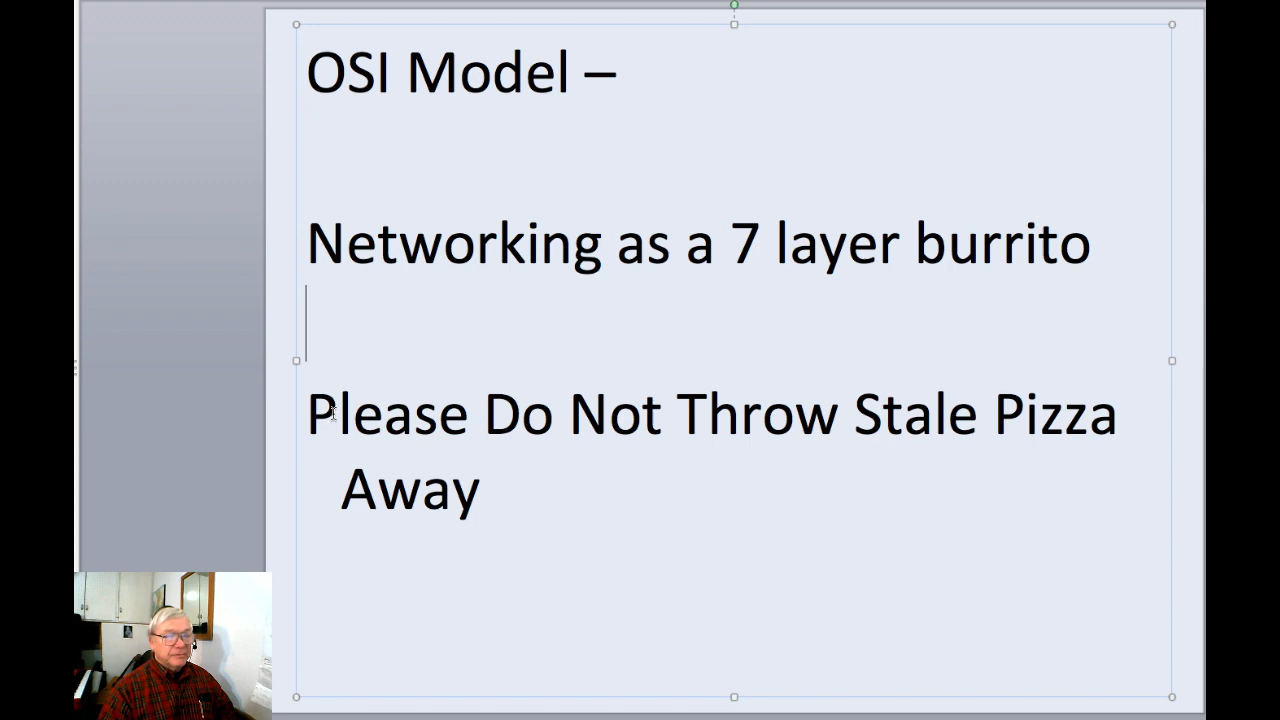 OSI Model –
Networking as a 7 layer burrito
Please Do Not Throw Stale Pizza
Away